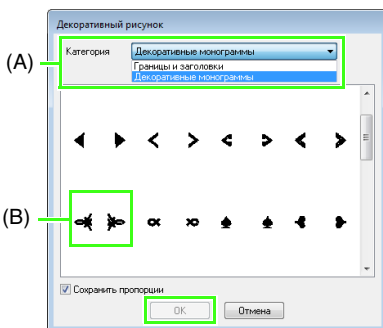 Декоративный рисунок
(A)
Категория
Декоративные монограммы
Границы и заголовки
Декоративные монограммы
(B)
Сохранить пропорции
OK
Отмена